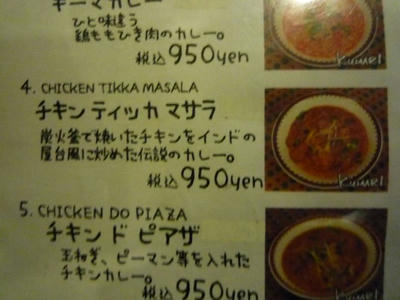 キーマカレー
ひと味違う
鶏ももひき肉のカレー。
税込 950yen
KUUMRI
4. CHICKEN TIKKA MASALA
チキン ティッカ マサラ
炭火釜で焼いたチキンをインドの
屋台風に炒めた伝説のカレー。
税込 950yen
5. CHICKEN DO PIAZA
チキン ド ピアザ
玉ねぎ、ピーマン等を入れた
チキンカレー。
税込 950yen